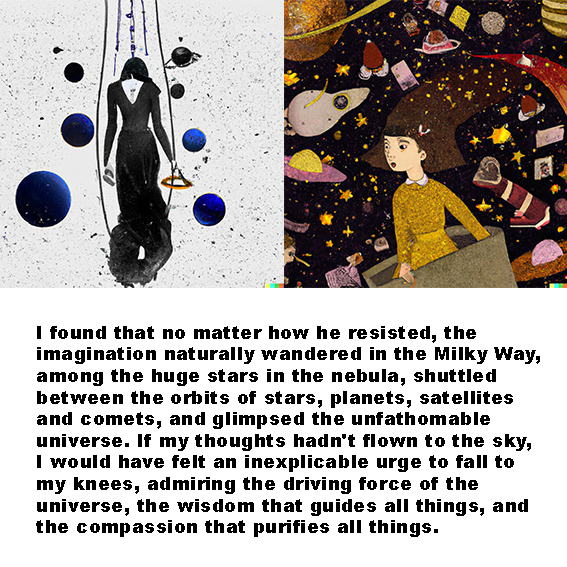 I found that no matter how he resisted, the
imagination naturally wandered in the Milky Way,
among the huge stars in the nebula, shuttled
between the orbits of stars, planets, satellites
and comets, and glimpsed the unfathomable
universe. If my thoughts hadn't flown to the sky,
I would have felt an inexplicable urge to fall to
my knees, admiring the driving force of the
universe, the wisdom that guides all things, and
the compassion that purifies all things.